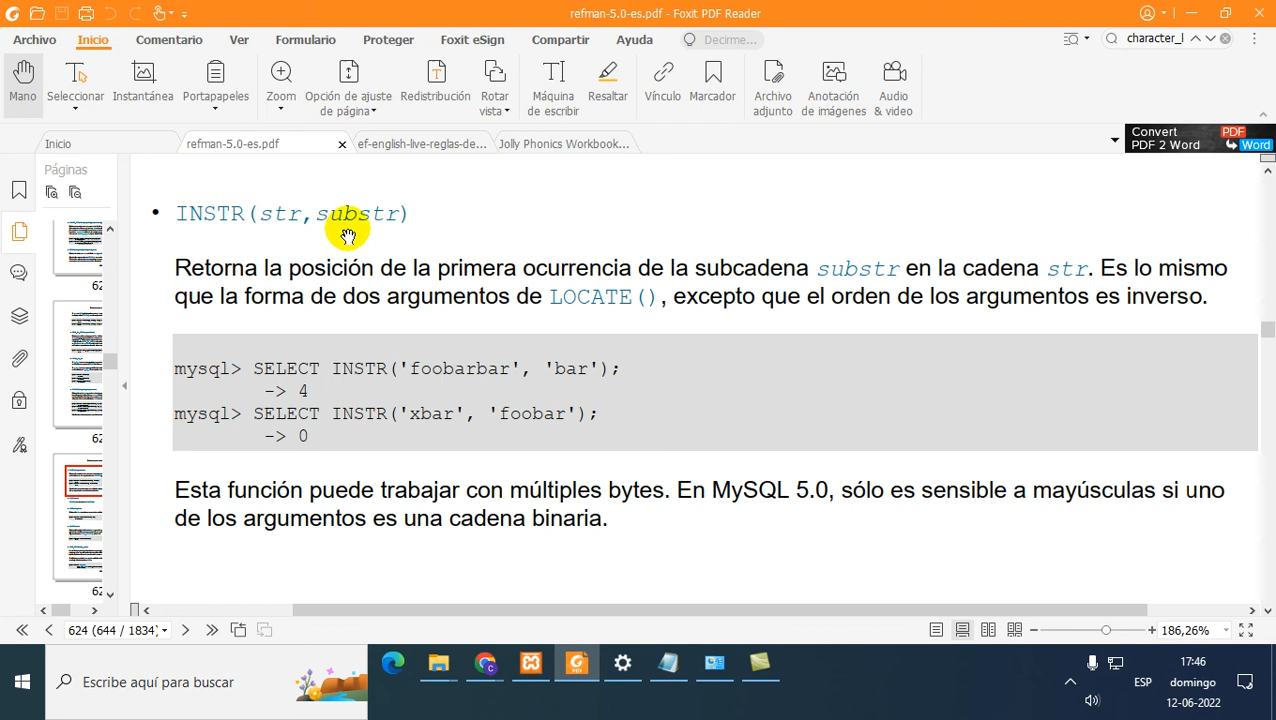 refman-5.0-es.pdf - Foxit PDF Reader
Archivo Inicio Comentario Ver Formulario Proteger Foxit eSign Compartir Ayuda Decirme... character_l
Mano Seleccionar Instantánea Portapapeles Zoom Opción de ajuste Redistribución Rotar Máquina Resaltar Vínculo Marcador Archivo Anotación Audio
de página vista de escribir adjunto de imágenes & video
Inicio refman-5.0-es.pdf ef-english-live-reglas-de... Jolly Phonics Workbook...
Convert PDF
PDF 2 Word Word
Páginas
• INSTR(str,substr)
Retorna la posición de la primera ocurrencia de la subcadena substr en la cadena str. Es lo mismo
que la forma de dos argumentos de LOCATE(), excepto que el orden de los argumentos es inverso.
mysql> SELECT INSTR('foobarbar', 'bar');
-> 4
mysql> SELECT INSTR('xbar', 'foobar');
-> 0
Esta función puede trabajar con múltiples bytes. En MySQL 5.0, sólo es sensible a mayúsculas si uno
de los argumentos es una cadena binaria.
624 (644 / 1834) 186,26%
Escribe aquí para buscar
ESP
17:46
domingo
12-06-2022